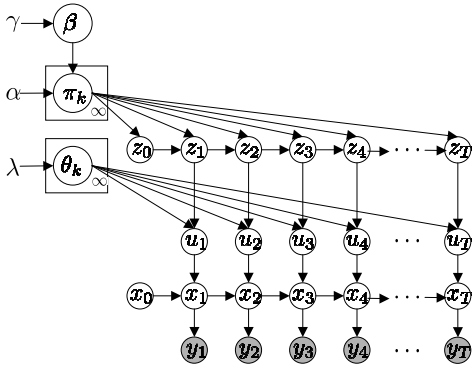 γ β
α π_k ∞
z_0 z_1 z_2 z_3 z_4 ··· z_T
λ θ_k ∞
u_1 u_2 u_3 u_4 ··· u_T
x_0 x_1 x_2 x_3 x_4 ··· x_T
y_1 y_2 y_3 y_4 ··· y_T